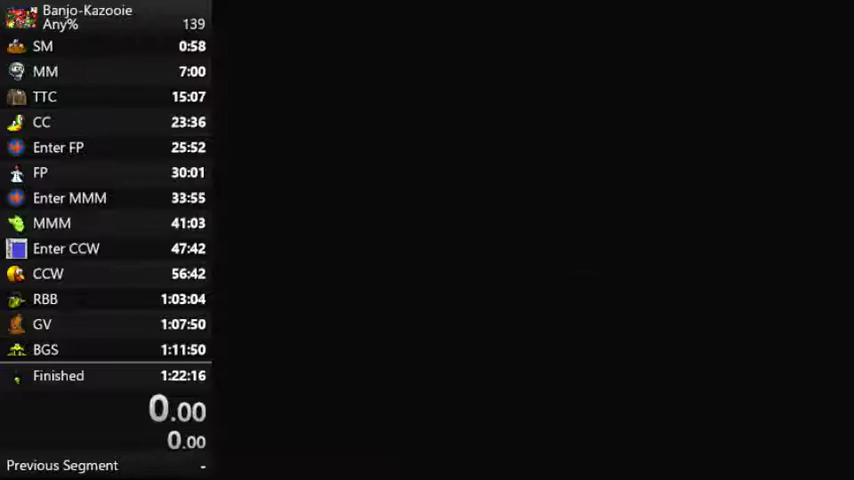 Banjo-Kazooie
Any% 139
SM 0:58
MM 7:00
TTC 15:07
CC 23:36
Enter FP 25:52
FP 30:01
Enter MMM 33:55
MMM 41:03
Enter CCW 47:42
CCW 56:42
RBB 1:03:04
GV 1:07:50
BGS 1:11:50
Finished 1:22:16
0.00
0.00
Previous Segment -